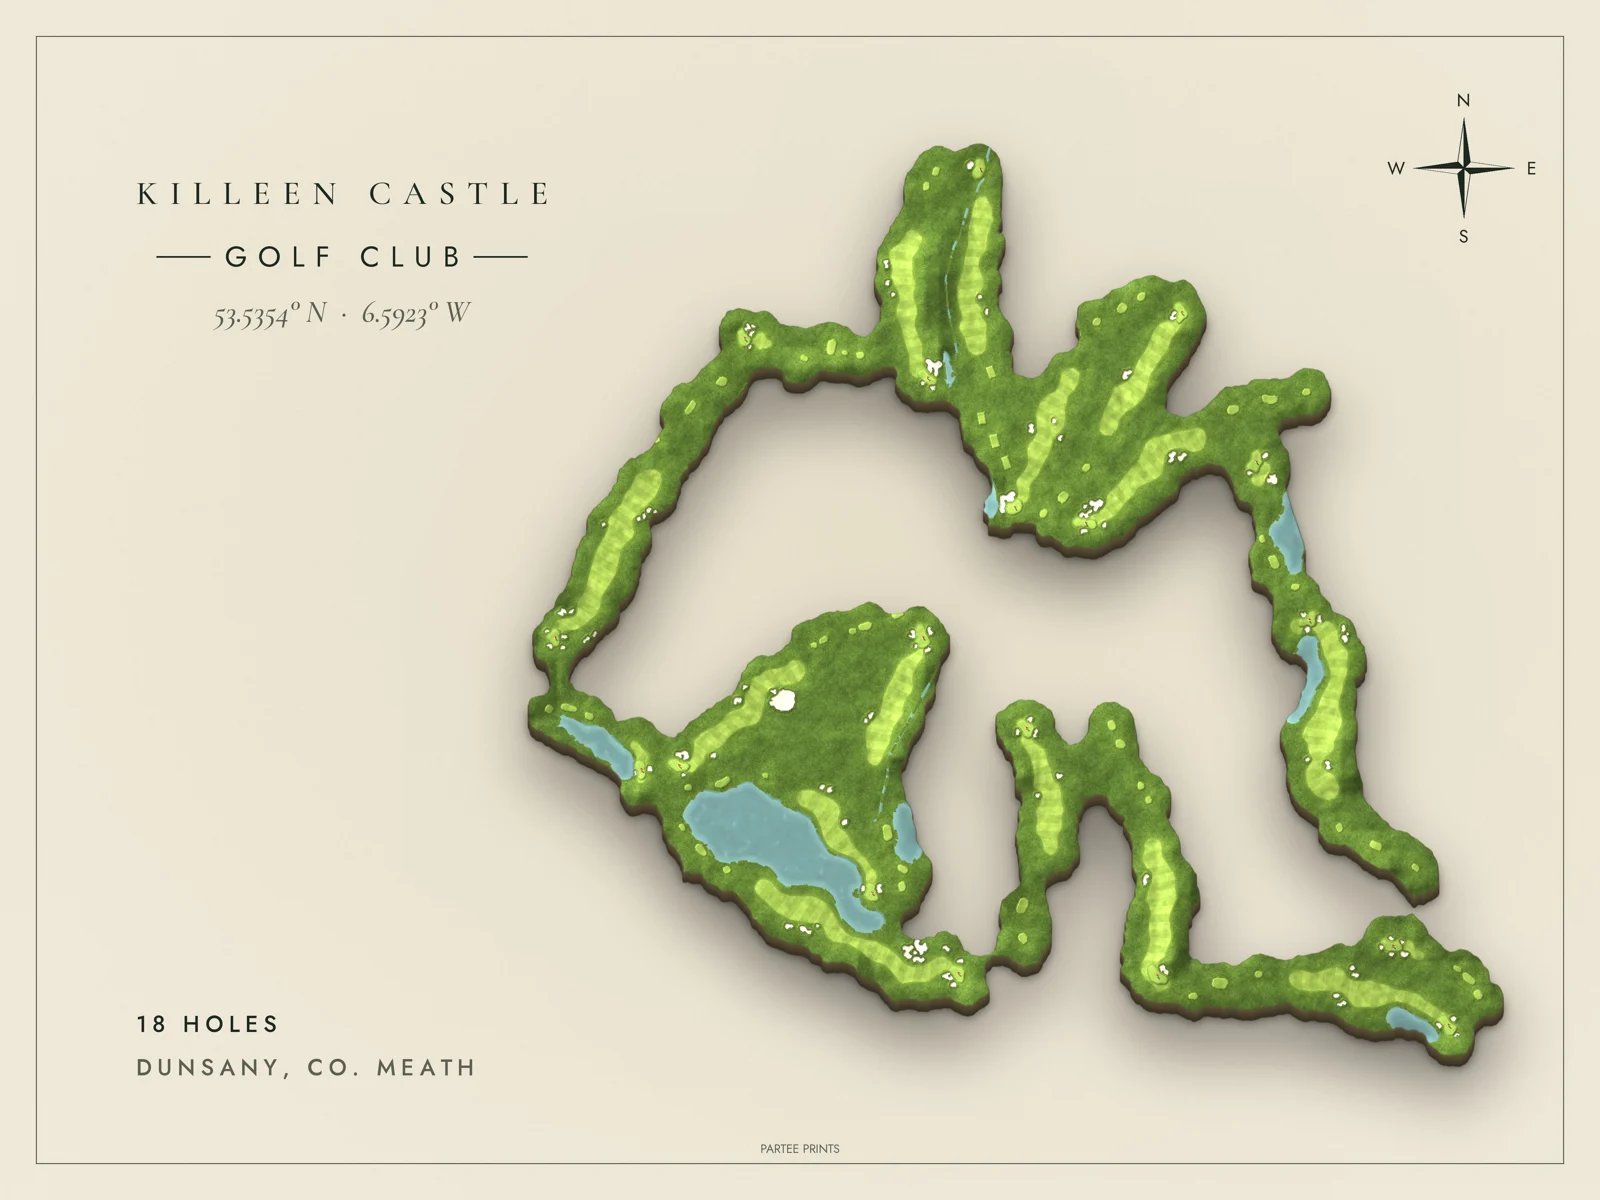 KILLEEN CASTLE
GOLF CLUB
53.5354° N · 6.5923° W
N
W E
S
18 HOLES
DUNSANY, CO. MEATH
PARTEE PRINTS